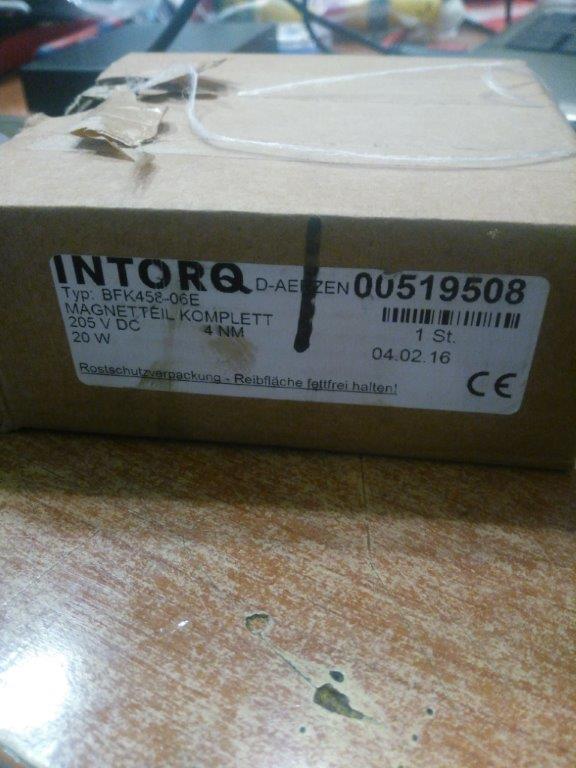 INTORQ D-AERZEN 00519508
Typ: BFK458-06E
MAGNETTEIL KOMPLETT
205 V DC 4 NM
20 W
1 St.
04.02.16
Rostschutzverpackung - Reibfläche fettfrei halten!
CE